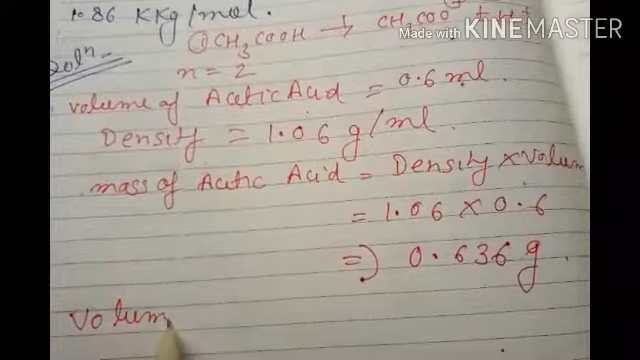 1.86 K Kg/mol.
Made with KINEMASTER
Solⁿ
① CH₃COOH → CH₃COO⁻ + H⁺
n = 2
volume of Acetic Acid = 0.6 ml.
Density = 1.06 g/ml.
mass of Acetic Acid = Density × Volum
= 1.06 × 0.6
=) 0.636 g.
Volum